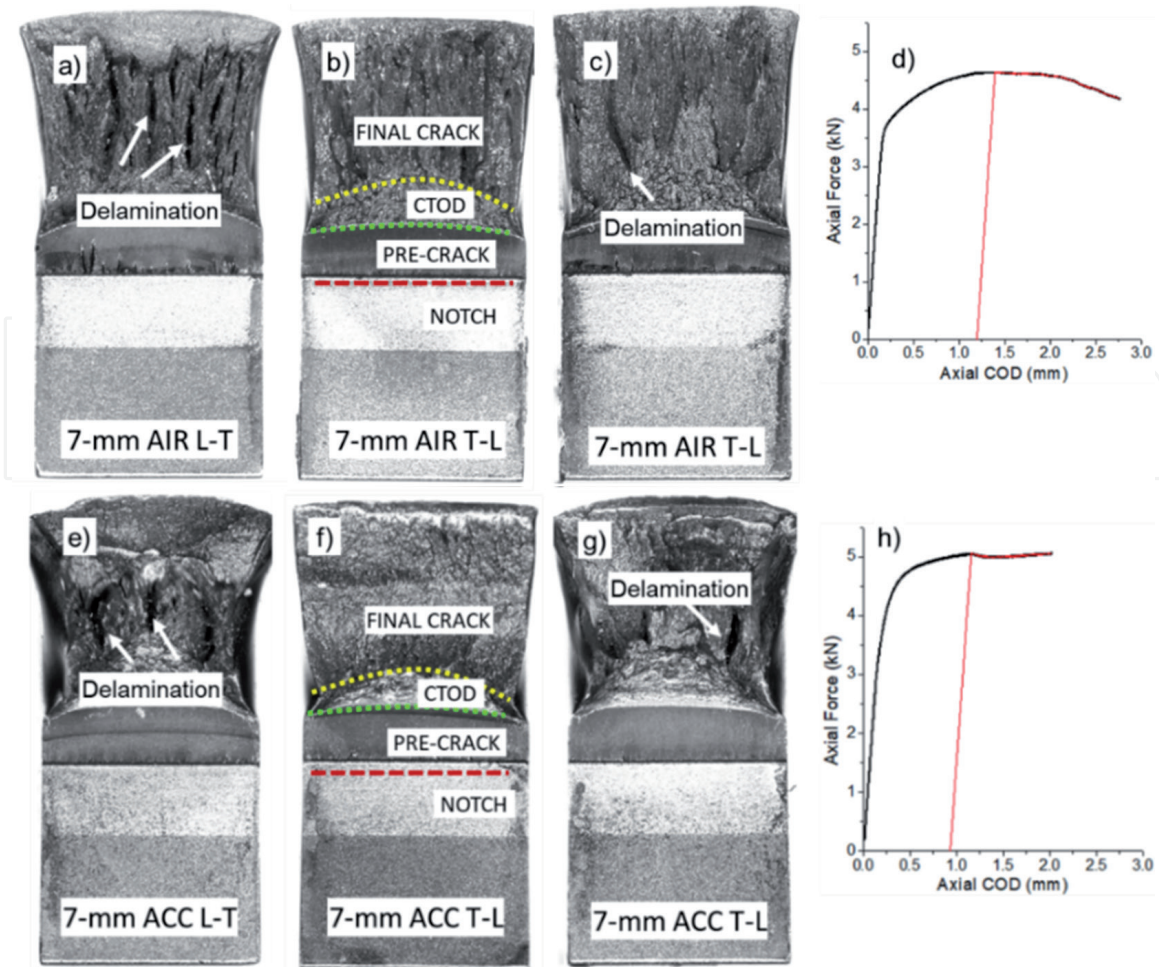 a)
Delamination
7-mm AIR L-T
b)
FINAL CRACK
CTOD
PRE-CRACK
NOTCH
7-mm AIR T-L
c)
Delamination
7-mm AIR T-L
d)
Axial Force (kN)
5
4
3
2
1
0
0.0 0.5 1.0 1.5 2.0 2.5 3.0
Axial COD (mm)
e)
Delamination
7-mm ACC L-T
f)
FINAL CRACK
CTOD
PRE-CRACK
NOTCH
7-mm ACC T-L
g)
Delamination
7-mm ACC T-L
h)
Axial Force (kN)
5
4
3
2
1
0
0.0 0.5 1.0 1.5 2.0 2.5 3.0
Axial COD (mm)